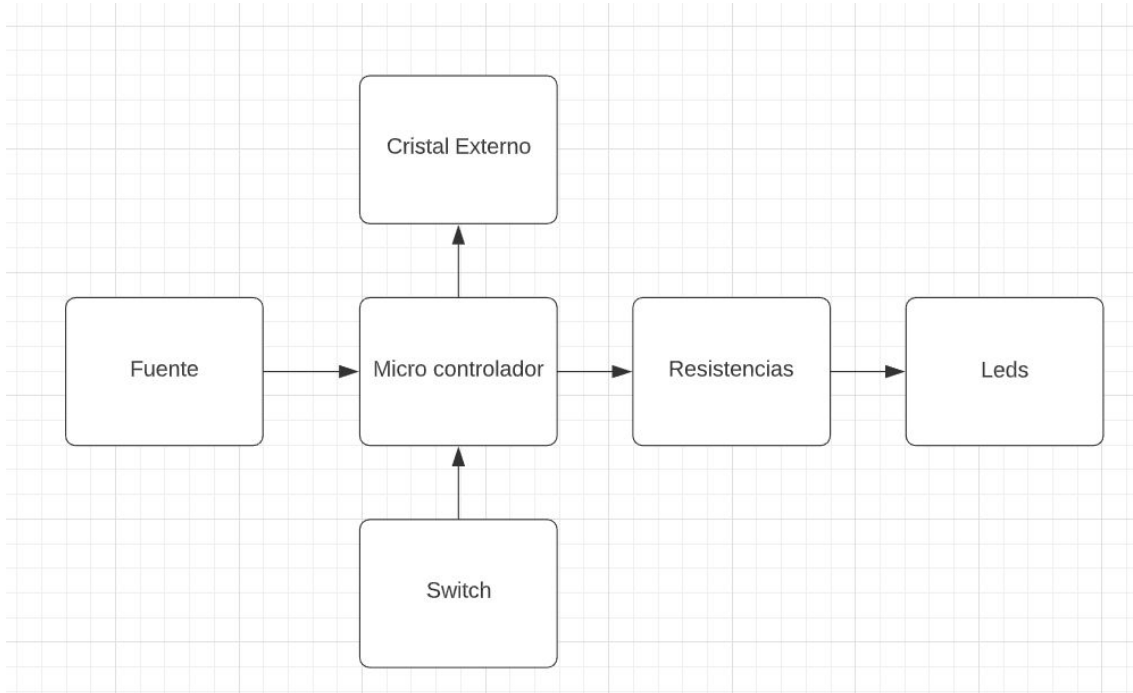 Cristal Externo
Fuente
Micro controlador
Resistencias
Leds
Switch